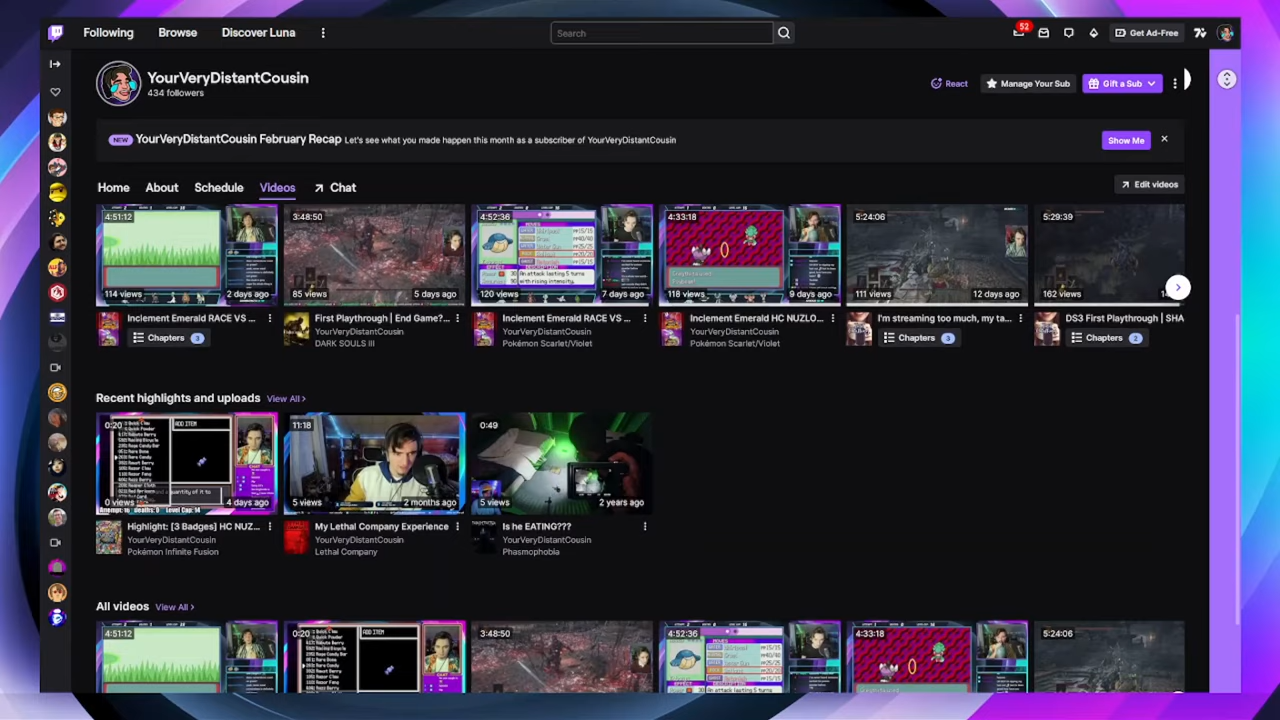 Following Browse Discover Luna Search 52 Get Ad-Free
YourVeryDistantCousin
434 followers
React Manage Your Sub Gift a Sub
NEW YourVeryDistantCousin February Recap Let's see what you made happen this month as a subscriber of YourVeryDistantCousin Show Me
Home About Schedule Videos Chat Edit videos
4:51:12 3:48:50 4:52:36 4:33:18 5:24:06 5:29:39
114 views 2 days ago 85 views 5 days ago 120 views 7 days ago 118 views 9 days ago 111 views 12 days ago 162 views
Inclement Emerald RACE VS ... First Playthrough | End Game?... Inclement Emerald RACE VS ... Inclement Emerald HC NUZLO... I'm streaming too much, my ta... DS3 First Playthrough | SHA
Chapters 3 YourVeryDistantCousin YourVeryDistantCousin YourVeryDistantCousin Chapters 3 Chapters 2
DARK SOULS III Pokémon Scarlet/Violet Pokémon Scarlet/Violet
Recent highlights and uploads View All
0:20 ADD ITEM 11:18 0:49
0 views 4 days ago 5 views 2 months ago 5 views 2 years ago
Highlight: [3 Badges] HC NUZ... My Lethal Company Experience Is he EATING???
YourVeryDistantCousin YourVeryDistantCousin YourVeryDistantCousin
Pokémon Infinite Fusion Lethal Company Phasmophobia
All videos View All
4:51:12 0:20 ADD ITEM 3:48:50 4:52:36 4:33:18 5:24:06